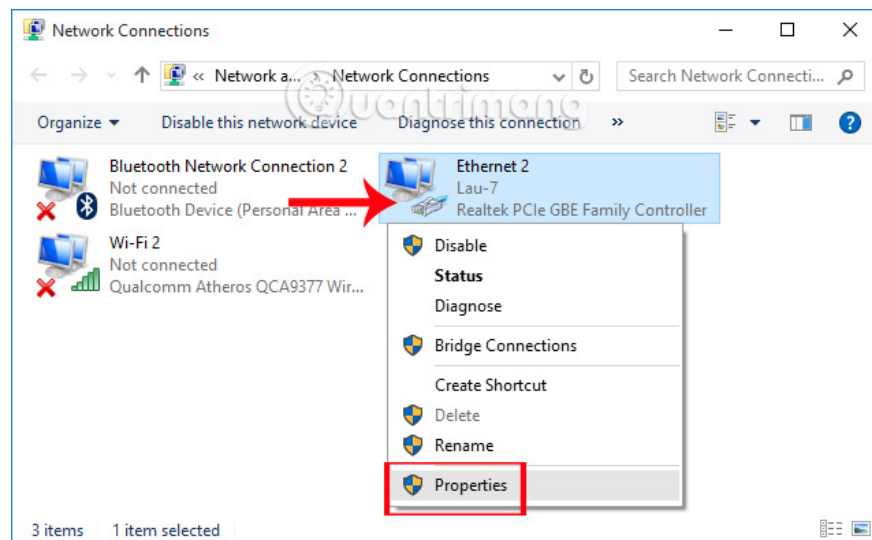 Network Connections
« Network a... > Network Connections
Search Network Connecti...
Quantrimang
Organize
Disable this network device
Diagnose this connection
»
Bluetooth Network Connection 2
Not connected
Bluetooth Device (Personal Area ...
Ethernet 2
Lau-7
Realtek PCIe GBE Family Controller
Wi-Fi 2
Not connected
Qualcomm Atheros QCA9377 Wir...
Disable
Status
Diagnose
Bridge Connections
Create Shortcut
Delete
Rename
Properties
3 items
1 item selected